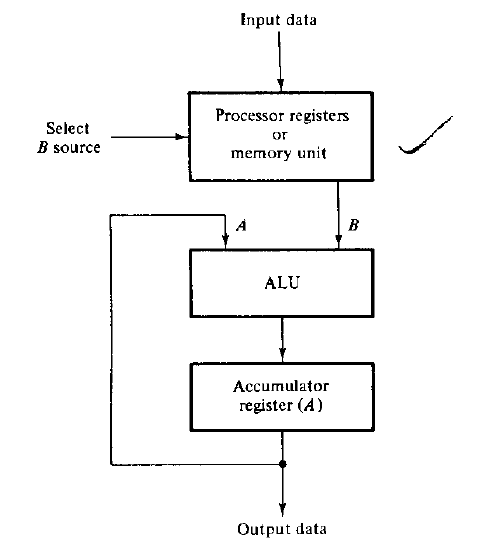 Input data
Processor registers
or
memory unit
Select
B source
A
B
ALU
Accumulator
register (A)
Output data